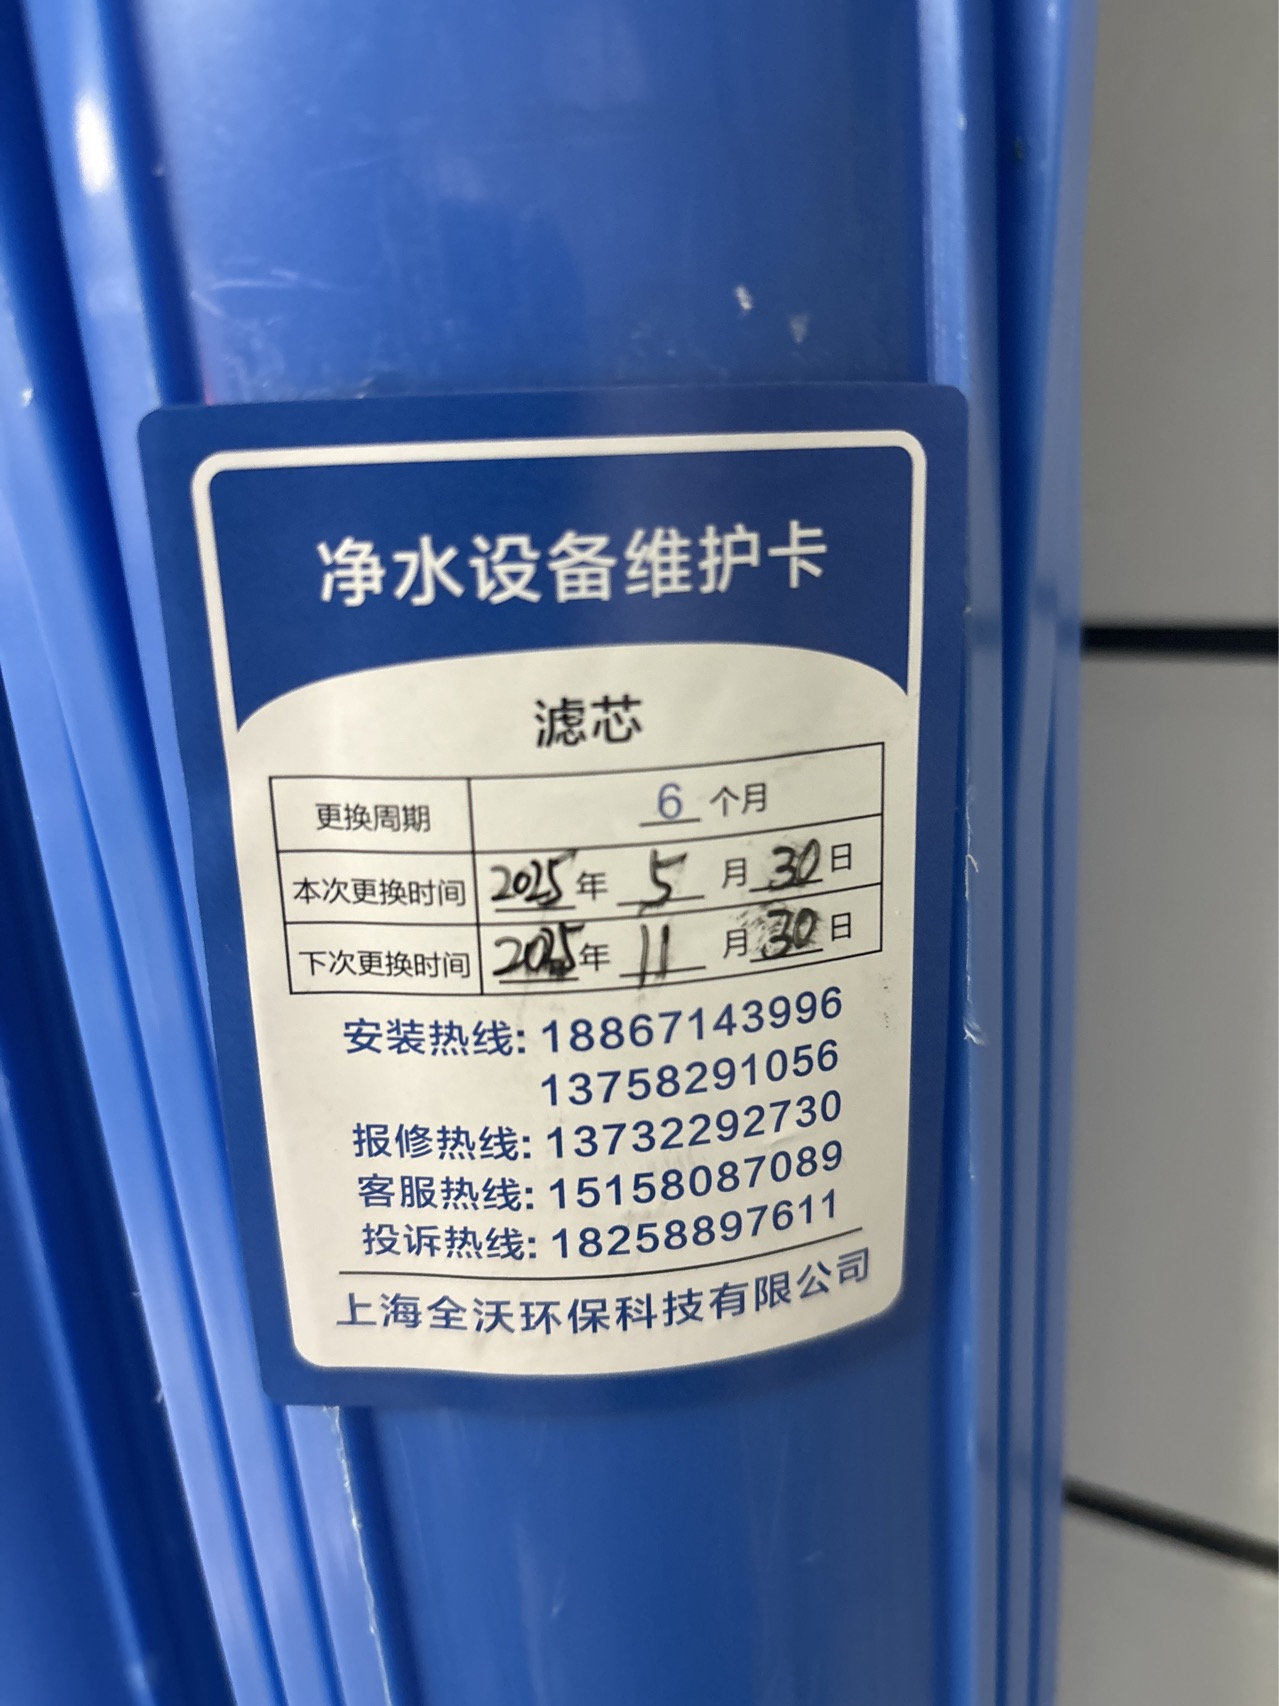 净水设备维护卡
滤芯
更换周期 6 个月
本次更换时间 2025年 5 月 30日
下次更换时间 2025年 11 月 30日
安装热线: 18867143996
13758291056
报修热线: 13732292730
客服热线: 15158087089
投诉热线: 18258897611
上海全沃环保科技有限公司